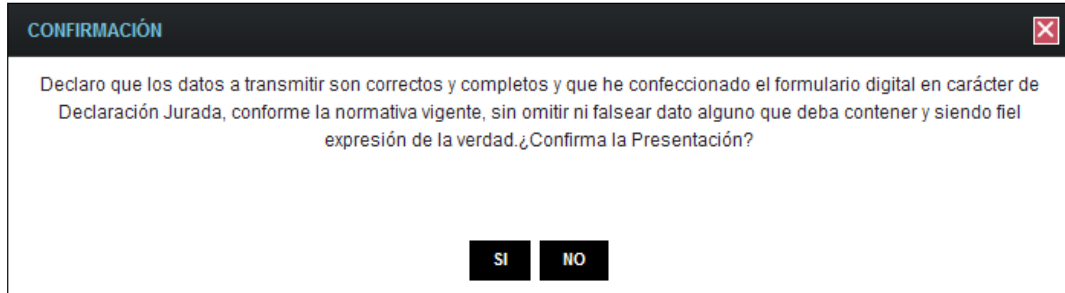 CONFIRMACIÓN
Declaro que los datos a transmitir son correctos y completos y que he confeccionado el formulario digital en carácter de
Declaración Jurada, conforme la normativa vigente, sin omitir ni falsear dato alguno que deba contener y siendo fiel
expresión de la verdad.¿Confirma la Presentación?
SI NO